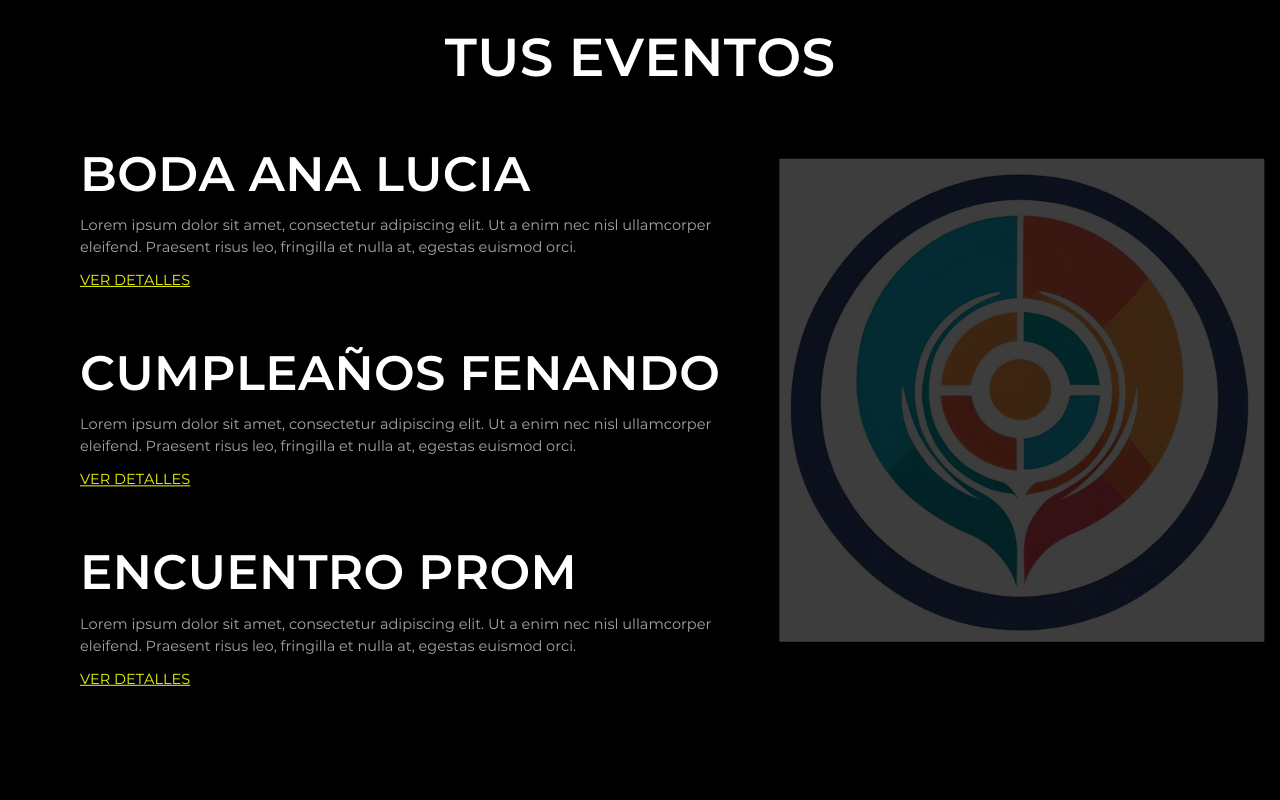 TUS EVENTOS
BODA ANA LUCIA
Lorem ipsum dolor sit amet, consectetur adipiscing elit. Ut a enim nec nisl ullamcorper
eleifend. Praesent risus leo, fringilla et nulla at, egestas euismod orci.
VER DETALLES
CUMPLEAÑOS FENANDO
Lorem ipsum dolor sit amet, consectetur adipiscing elit. Ut a enim nec nisl ullamcorper
eleifend. Praesent risus leo, fringilla et nulla at, egestas euismod orci.
VER DETALLES
ENCUENTRO PROM
Lorem ipsum dolor sit amet, consectetur adipiscing elit. Ut a enim nec nisl ullamcorper
eleifend. Praesent risus leo, fringilla et nulla at, egestas euismod orci.
VER DETALLES